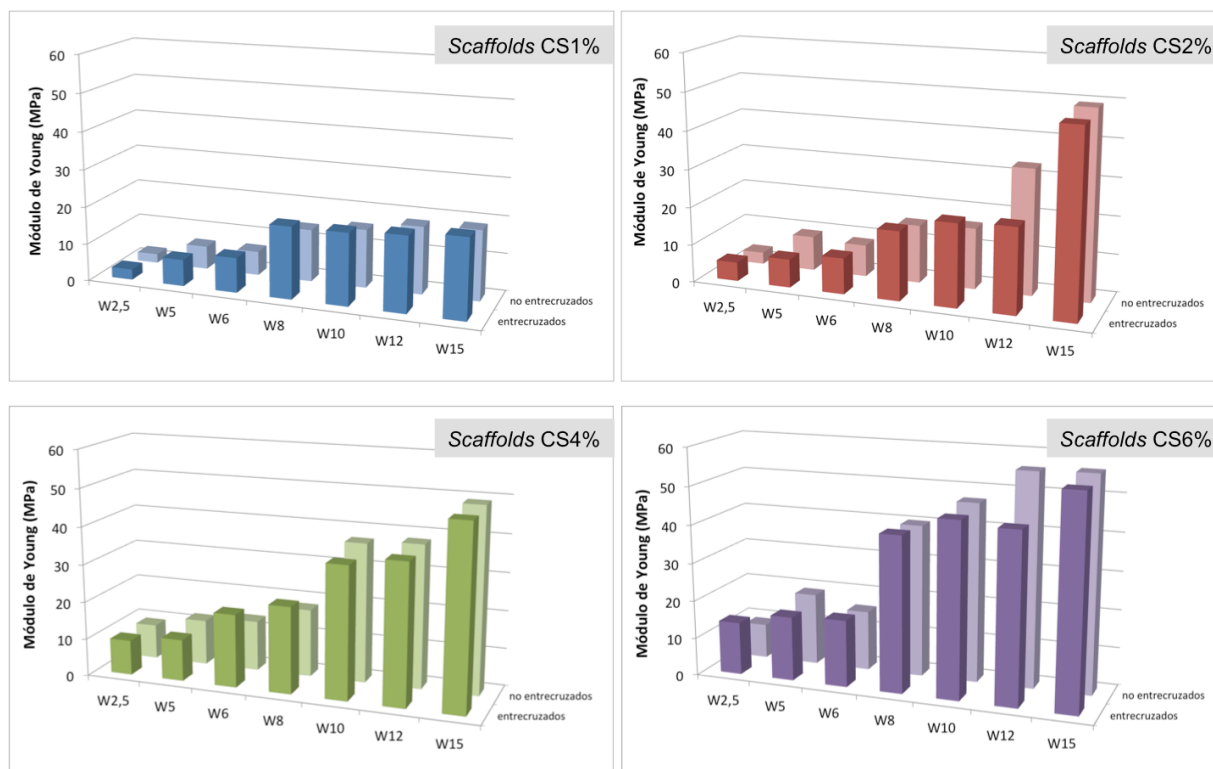 Scaffolds CS1%
Módulo de Young (MPa)
60
50
40
30
20
10
0
W2,5
W5
W6
W8
W10
W12
W15
no entrecruzados
entrecruzados
Scaffolds CS2%
Módulo de Young (MPa)
60
50
40
30
20
10
0
W2,5
W5
W6
W8
W10
W12
W15
no entrecruzados
entrecruzados
Scaffolds CS4%
Módulo de Young (MPa)
60
50
40
30
20
10
0
W2,5
W5
W6
W8
W10
W12
W15
no entrecruzados
entrecruzados
Scaffolds CS6%
Módulo de Young (MPa)
60
50
40
30
20
10
0
W2,5
W5
W6
W8
W10
W12
W15
no entrecruzados
entrecruzados